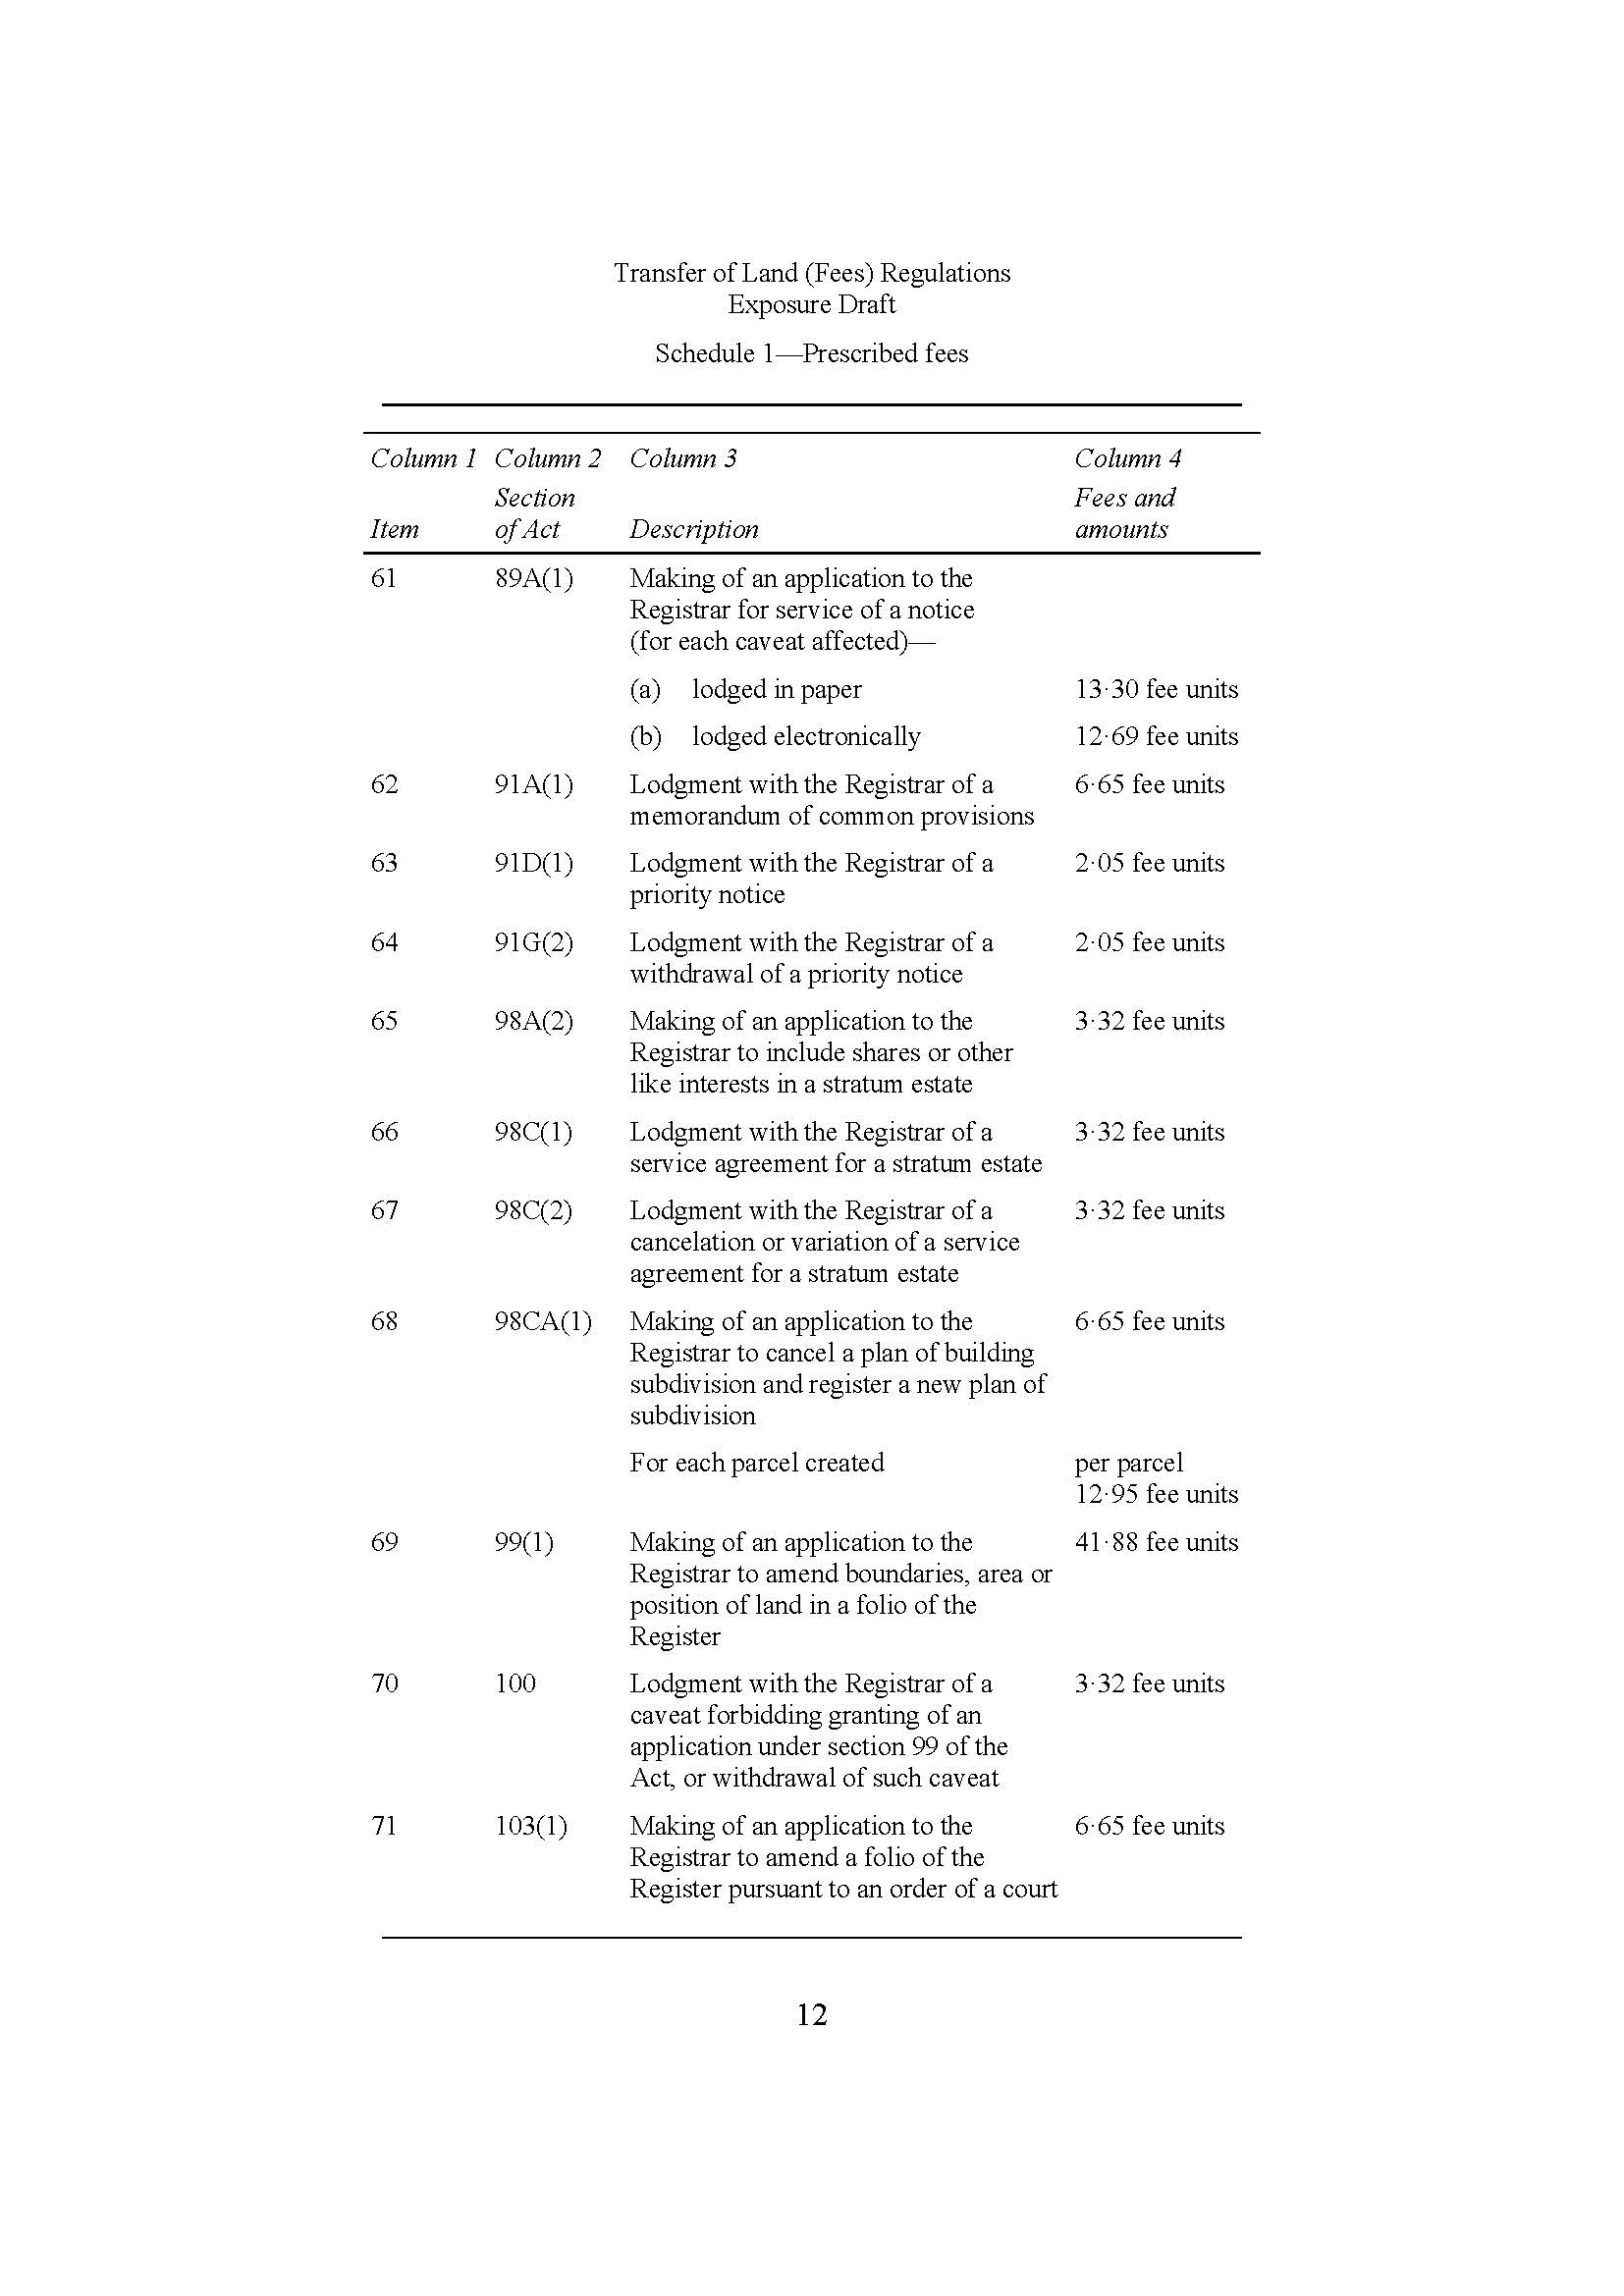 Transfer of Land (Fees) Regulations
Exposure Draft
Schedule 1—Prescribed fees
Column 1 Column 2 Column 3 Column 4
Section Fees and
Item of Act Description amounts
61 89A(1) Making of an application to the
Registrar for service of a notice
(for each caveat affected)—
(a) lodged in paper 13·30 fee units
(b) lodged electronically 12·69 fee units
62 91A(1) Lodgment with the Registrar of a 6·65 fee units
memorandum of common provisions
63 91D(1) Lodgment with the Registrar of a 2·05 fee units
priority notice
64 91G(2) Lodgment with the Registrar of a 2·05 fee units
withdrawal of a priority notice
65 98A(2) Making of an application to the 3·32 fee units
Registrar to include shares or other
like interests in a stratum estate
66 98C(1) Lodgment with the Registrar of a 3·32 fee units
service agreement for a stratum estate
67 98C(2) Lodgment with the Registrar of a 3·32 fee units
cancelation or variation of a service
agreement for a stratum estate
68 98CA(1) Making of an application to the 6·65 fee units
Registrar to cancel a plan of building
subdivision and register a new plan of
subdivision
For each parcel created per parcel
12·95 fee units
69 99(1) Making of an application to the 41·88 fee units
Registrar to amend boundaries, area or
position of land in a folio of the
Register
70 100 Lodgment with the Registrar of a 3·32 fee units
caveat forbidding granting of an
application under section 99 of the
Act, or withdrawal of such caveat
71 103(1) Making of an application to the 6·65 fee units
Registrar to amend a folio of the
Register pursuant to an order of a court
12